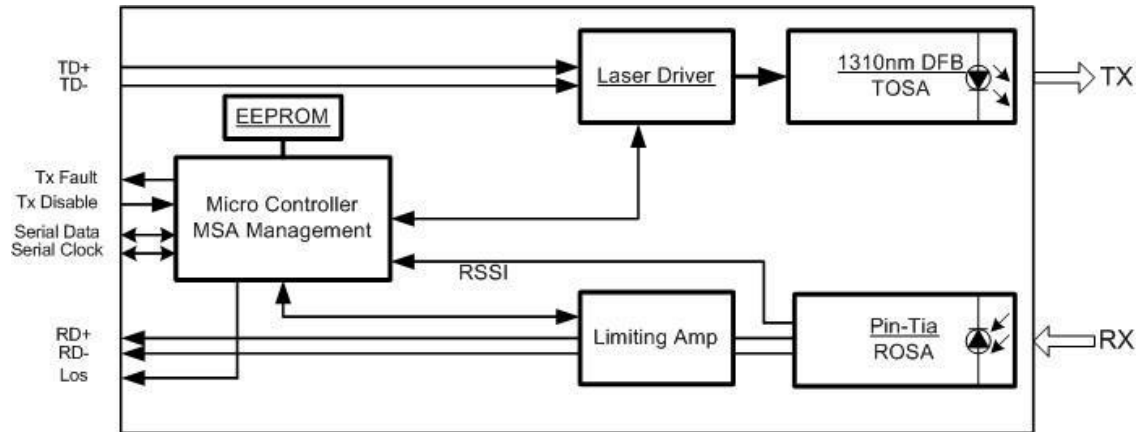 TD+
TD-
Laser Driver
1310nm DFB
TOSA
TX
EEPROM
Tx Fault
Tx Disable
Serial Data
Serial Clock
Micro Controller
MSA Management
RSSI
RD+
RD-
Los
Limiting Amp
Pin-Tia
ROSA
RX